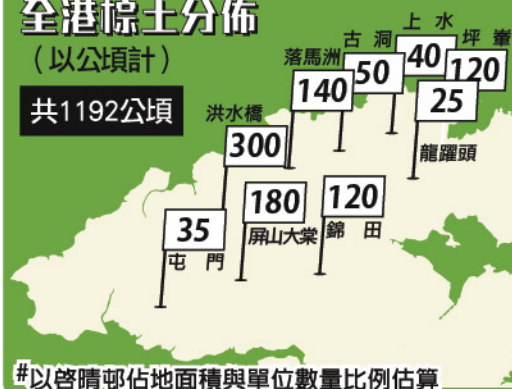 全港棕土分佈
（以公頃計）
共1192公頃
上水
40
古洞
50
坪輋
120
落馬洲
140
25
龍躍頭
洪水橋
300
180
屏山大棠
120
錦田
35
屯門
#以啓晴邨佔地面積與單位數量比例估算